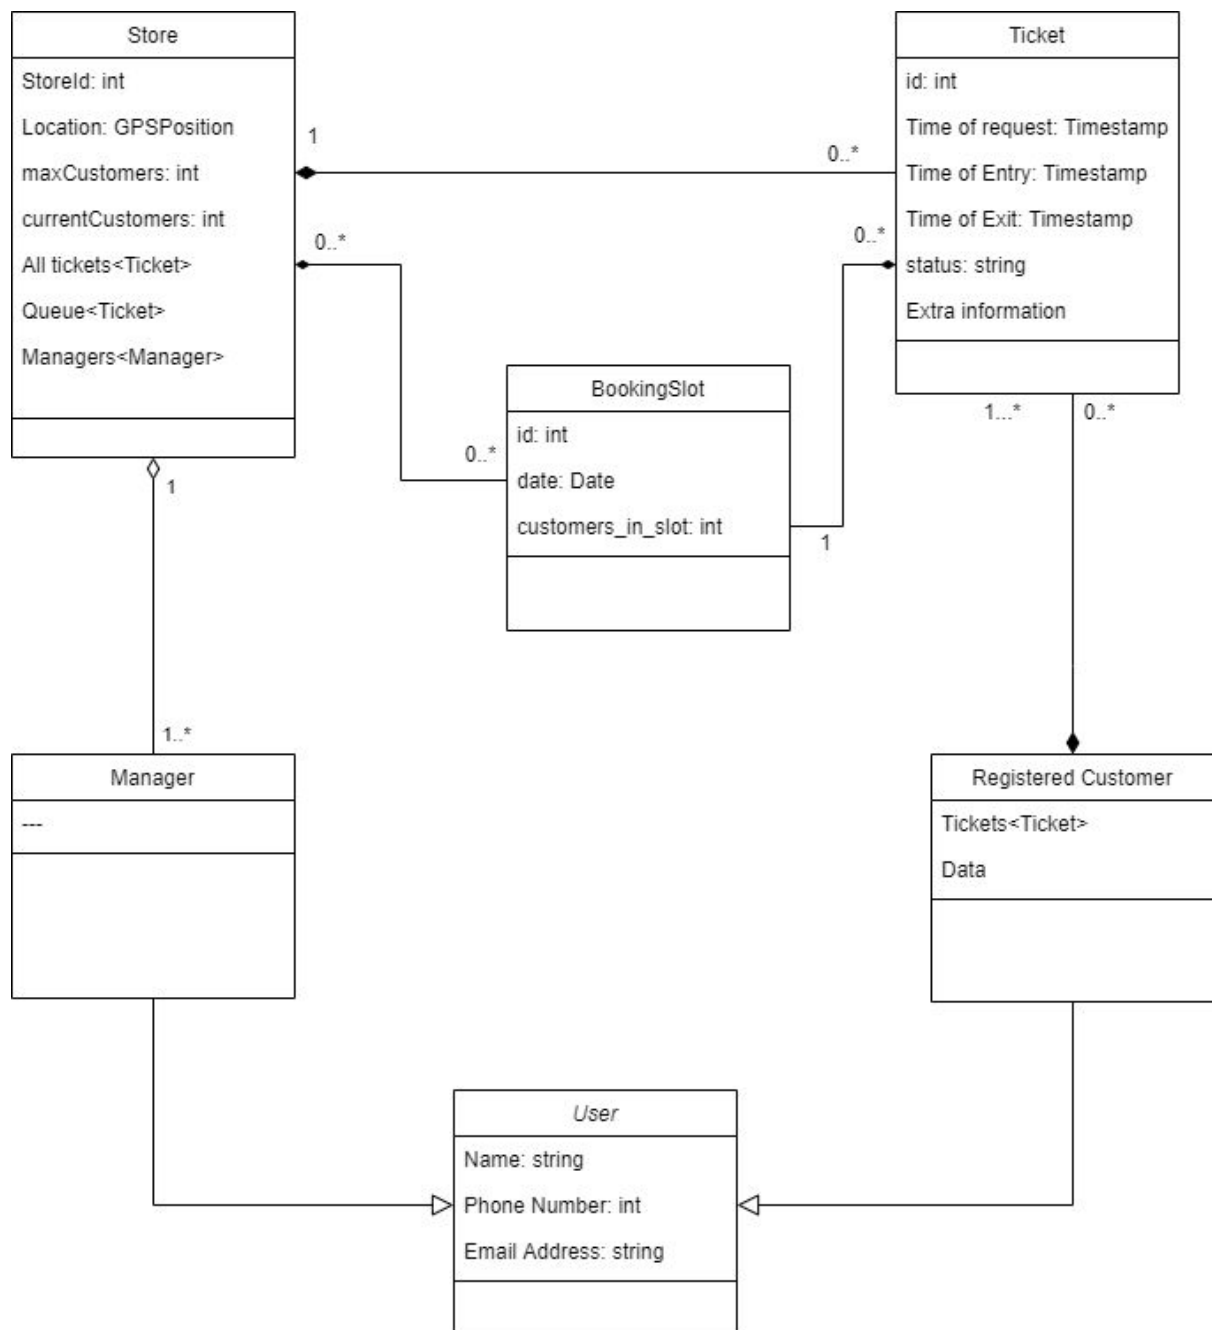 Store
StoreId: int
Location: GPSPosition
maxCustomers: int
currentCustomers: int
All tickets<Ticket>
Queue<Ticket>
Managers<Manager>
1
0..*
0..*
0..*
Ticket
id: int
Time of request: Timestamp
Time of Entry: Timestamp
Time of Exit: Timestamp
status: string
Extra information
BookingSlot
id: int
date: Date
customers_in_slot: int
0..*
1
1...*
0..*
1
1..*
Manager
---
Registered Customer
Tickets<Ticket>
Data
User
Name: string
Phone Number: int
Email Address: string